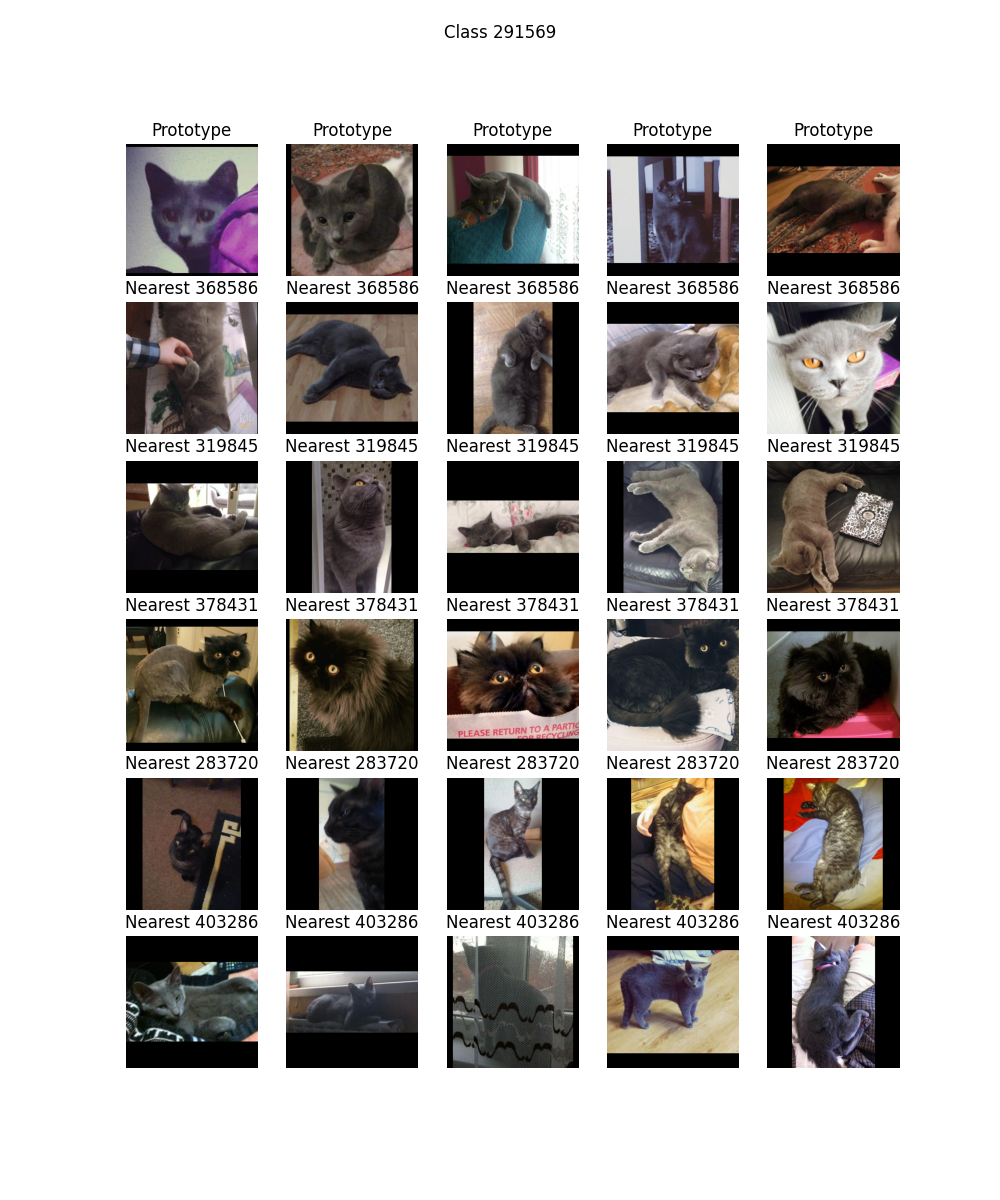 Class 291569
Prototype Prototype Prototype Prototype Prototype
Nearest 368586 Nearest 368586 Nearest 368586 Nearest 368586 Nearest 368586
Nearest 319845 Nearest 319845 Nearest 319845 Nearest 319845 Nearest 319845
Nearest 378431 Nearest 378431 Nearest 378431 Nearest 378431 Nearest 378431
PLEASE RETURN TO A PARTIC
FOR RECYCLING
Nearest 283720 Nearest 283720 Nearest 283720 Nearest 283720 Nearest 283720
Nearest 403286 Nearest 403286 Nearest 403286 Nearest 403286 Nearest 403286